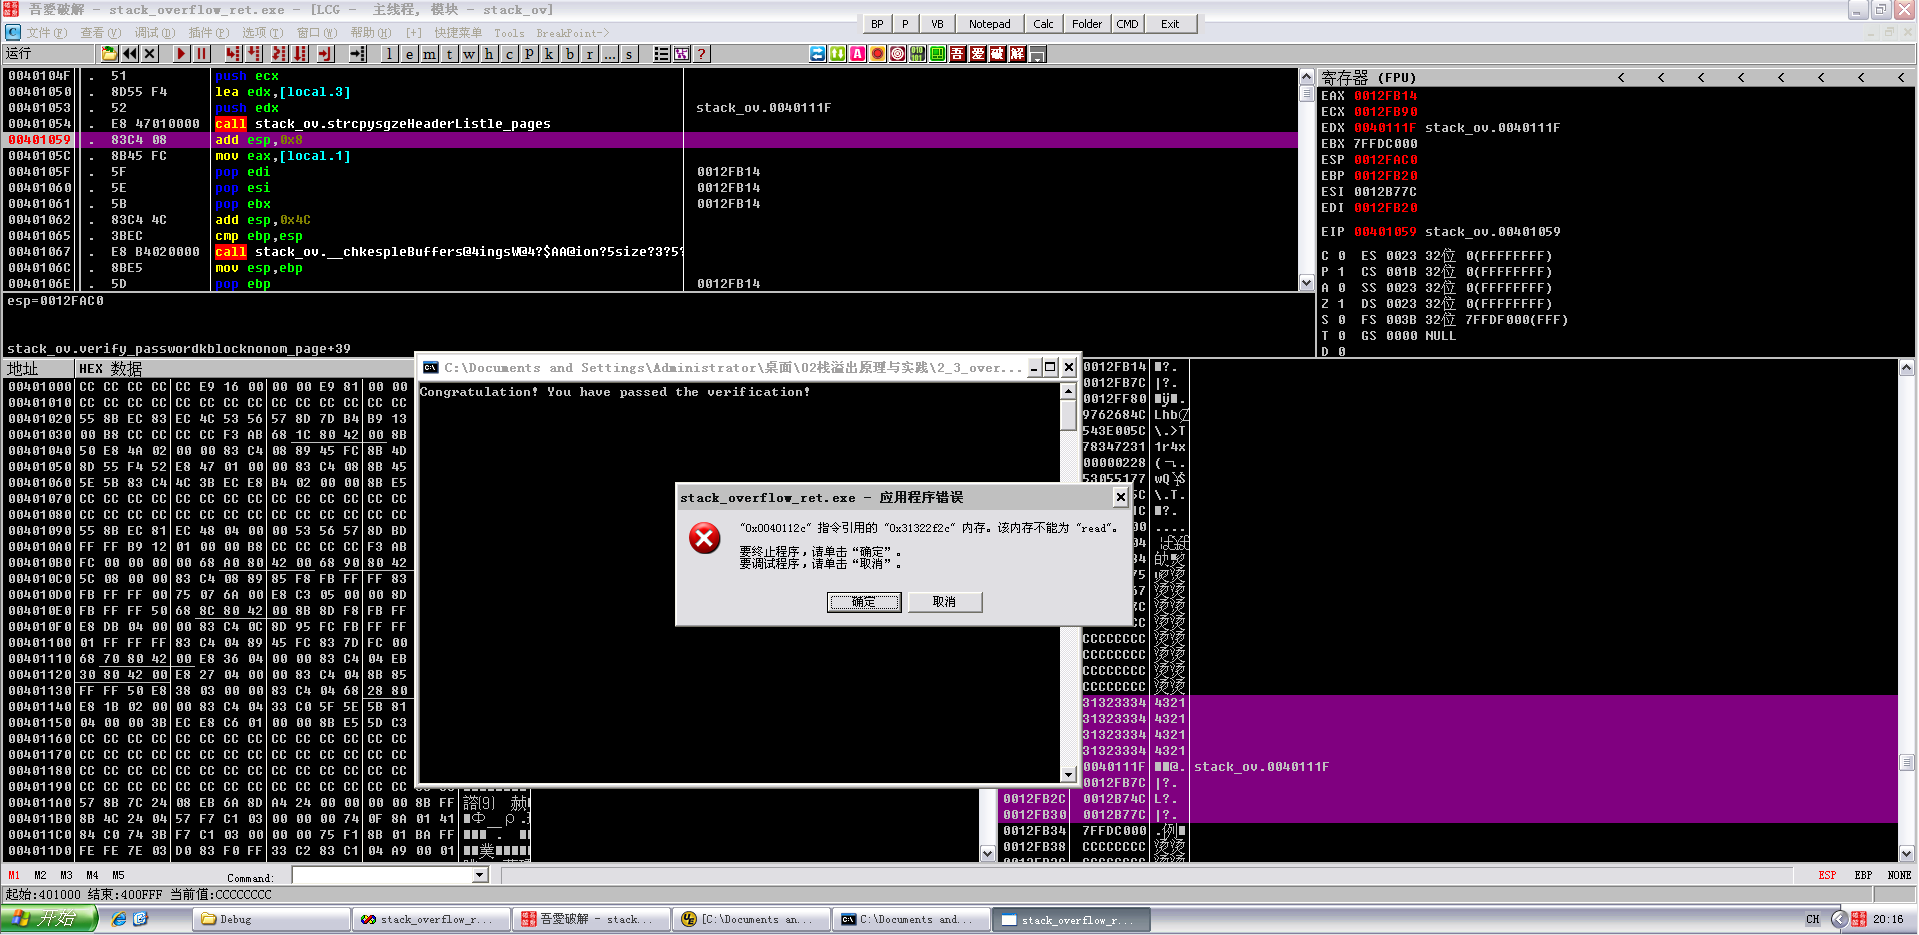 吾愛破解 - stack_overflow_ret.exe - [LCG - 主线程, 模块 - stack_ov]
BP P VB Notepad Calc Folder CMD Exit
文件(F) 查看(V) 调试(D) 插件(P) 选项(T) 窗口(W) 帮助(H) [+] 快捷菜单 Tools BreakPoint->
运行 l e m t w h c p k b r ... s ? 吾 爱 破 解
0040104F . 51 push ecx
00401050 . 8D55 F4 lea edx,[local.3]
00401053 . 52 push edx stack_ov.0040111F
00401054 . E8 47010000 call stack_ov.strcpysgzeHeaderListle_pages
00401059 . 83C4 08 add esp,0x8
0040105C . 8B45 FC mov eax,[local.1]
0040105F . 5F pop edi 0012FB14
00401060 . 5E pop esi 0012FB14
00401061 . 5B pop ebx 0012FB14
00401062 . 83C4 4C add esp,0x4C
00401065 . 3BEC cmp ebp,esp
00401067 . E8 B4020000 call stack_ov.__chkespleBuffers@4ingsW@4?$AA@ion?5size?3?5?
0040106C . 8BE5 mov esp,ebp
0040106E . 5D pop ebp 0012FB14
esp=0012FAC0
stack_ov.verify_passwordkblocknonom_page+39
寄存器 (FPU) < < < < < < < <
EAX 0012FB14
ECX 0012FB90
EDX 0040111F stack_ov.0040111F
EBX 7FFDC000
ESP 0012FAC0
EBP 0012FB20
ESI 0012B77C
EDI 0012FB20
EIP 00401059 stack_ov.00401059
C 0 ES 0023 32位 0(FFFFFFFF)
P 1 CS 001B 32位 0(FFFFFFFF)
A 0 SS 0023 32位 0(FFFFFFFF)
Z 1 DS 0023 32位 0(FFFFFFFF)
S 0 FS 003B 32位 7FFDF000(FFF)
T 0 GS 0000 NULL
D 0
地址 HEX 数据
00401000 CC CC CC CC CC E9 16 00 00 00 E9 81 00 00
00401010 CC CC CC CC CC CC CC CC CC CC CC CC CC CC
00401020 55 8B EC 83 EC 4C 53 56 57 8D 7D B4 B9 13
00401030 00 B8 CC CC CC CC F3 AB 68 1C 80 42 00 8B
00401040 50 E8 4A 02 00 00 83 C4 08 89 45 FC 8B 4D
00401050 8D 55 F4 52 E8 47 01 00 00 83 C4 08 8B 45
00401060 5E 5B 83 C4 4C 3B EC E8 B4 02 00 00 8B E5
00401070 CC CC CC CC CC CC CC CC CC CC CC CC CC CC
00401080 CC CC CC CC CC CC CC CC CC CC CC CC CC CC
00401090 55 8B EC 81 EC 48 04 00 00 53 56 57 8D BD
004010A0 FF FF B9 12 01 00 00 B8 CC CC CC CC F3 AB
004010B0 FC 00 00 00 00 68 A0 80 42 00 68 90 80 42
004010C0 5C 08 00 00 83 C4 08 89 85 F8 FB FF FF 83
004010D0 FB FF FF 00 75 07 6A 00 E8 C3 05 00 00 8D
004010E0 FB FF FF 50 68 8C 80 42 00 8B 8D F8 FB FF
004010F0 E8 DB 04 00 00 83 C4 0C 8D 95 FC FB FF FF
00401100 01 FF FF FF 83 C4 04 89 45 FC 83 7D FC 00
00401110 68 70 80 42 00 E8 36 04 00 00 83 C4 04 EB
00401120 30 80 42 00 E8 27 04 00 00 83 C4 04 8B 85
00401130 FF FF 50 E8 38 03 00 00 83 C4 04 68 28 80
00401140 E8 1B 02 00 00 83 C4 04 33 C0 5F 5E 5B 81
00401150 04 00 00 3B EC E8 C6 01 00 00 8B E5 5D C3
00401160 CC CC CC CC CC CC CC CC CC CC CC CC CC CC
00401170 CC CC CC CC CC CC CC CC CC CC CC CC CC CC
00401180 CC CC CC CC CC CC CC CC CC CC CC CC CC CC
00401190 CC CC CC CC CC CC CC CC CC CC CC CC CC CC
004011A0 57 8B 7C 24 08 EB 6A 8D A4 24 00 00 00 00 8B FF
004011B0 8B 4C 24 04 57 F7 C1 03 00 00 00 74 0F 8A 01 41
004011C0 84 C0 74 3B F7 C1 03 00 00 00 75 F1 8B 01 BA FF
004011D0 FE FE 7E 03 D0 83 F0 FF 33 C2 83 C1 04 A9 00 01
C:\Documents and Settings\Administrator\桌面\02栈溢出原理与实践\2_3_over...
Congratulation! You have passed the verification!
stack_overflow_ret.exe - 应用程序错误
"0x0040112c" 指令引用的 "0x31322f2c" 内存。该内存不能为 "read"。
要终止程序，请单击“确定”。
要调试程序，请单击“取消”。
确定 取消
0012FB14
0012FB7C |?.
0012FF80
9762684C
543E005C \.>T
78347231 1r4x
00000228
53055177
CCCCCCCC 烫烫
CCCCCCCC 烫烫
CCCCCCCC 烫烫
CCCCCCCC 烫烫
31323334 4321
31323334 4321
31323334 4321
31323334 4321
0040111F stack_ov.0040111F
0012FB7C |?.
0012FB2C 0012B74C L?.
0012FB30 0012B77C |?.
0012FB34 7FFDC000
0012FB38 CCCCCCCC 烫烫
M1 M2 M3 M4 M5 Command: ESP EBP NONE
起始:401000 结束:400FFF 当前值:CCCCCCCC
开始 Debug stack_overflow_r... 吾愛破解 - stack... [C:\Documents an... C:\Documents and... stack_overflow_r... CH 20:16